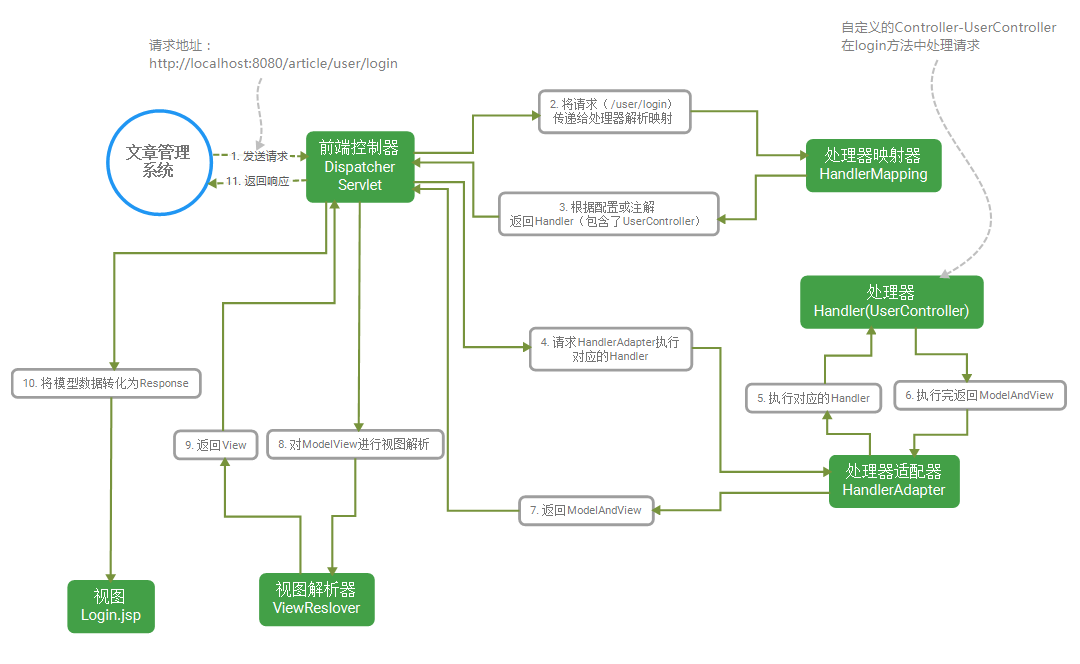 请求地址：
http://localhost:8080/article/user/login
自定义的Controller-UserController
在login方法中处理请求
文章管理
系统
1. 发送请求
11. 返回响应
前端控制器
Dispatcher
Servlet
2. 将请求（/user/login）
传递给处理器解析映射
处理器映射器
HandlerMapping
3. 根据配置或注解
返回Handler（包含了UserController）
处理器
Handler(UserController)
4. 请求HandlerAdapter执行
对应的Handler
5. 执行对应的Handler
6. 执行完返回ModelAndView
处理器适配器
HandlerAdapter
7. 返回ModelAndView
8. 对ModelView进行视图解析
9. 返回View
10. 将模型数据转化为Response
视图解析器
ViewReslover
视图
Login.jsp